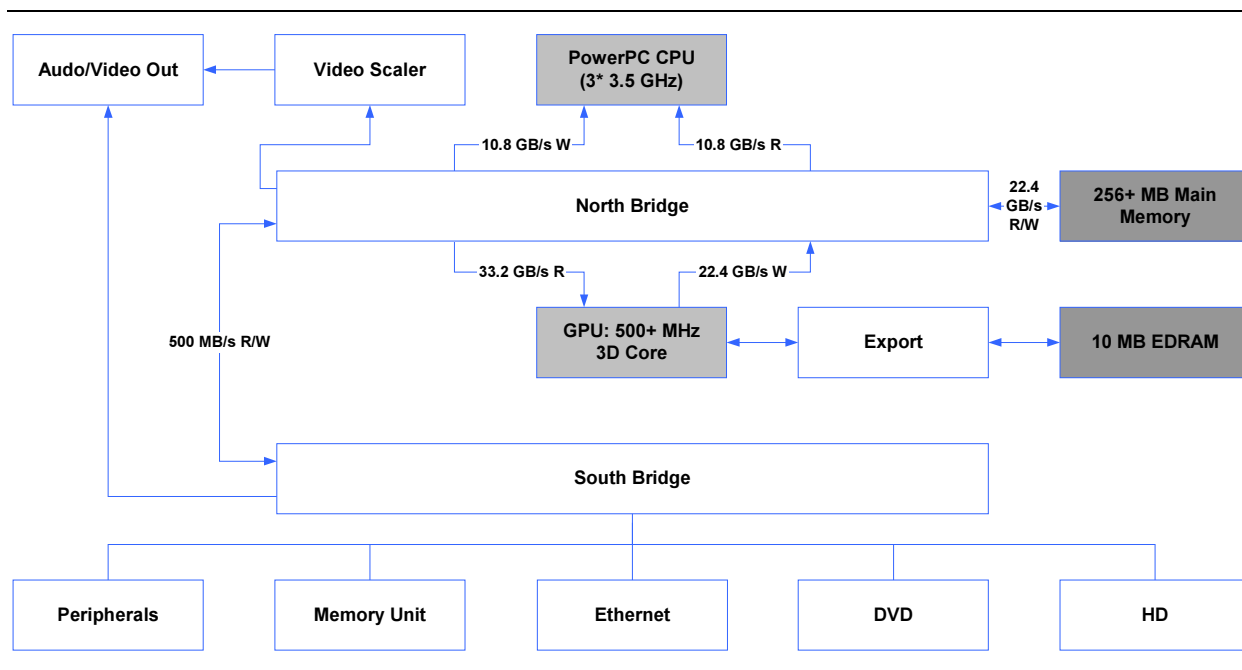 Audo/Video Out
Video Scaler
PowerPC CPU
(3* 3.5 GHz)
10.8 GB/s W
10.8 GB/s R
North Bridge
22.4
GB/s
R/W
256+ MB Main
Memory
33.2 GB/s R
22.4 GB/s W
500 MB/s R/W
GPU: 500+ MHz
3D Core
Export
10 MB EDRAM
South Bridge
Peripherals
Memory Unit
Ethernet
DVD
HD